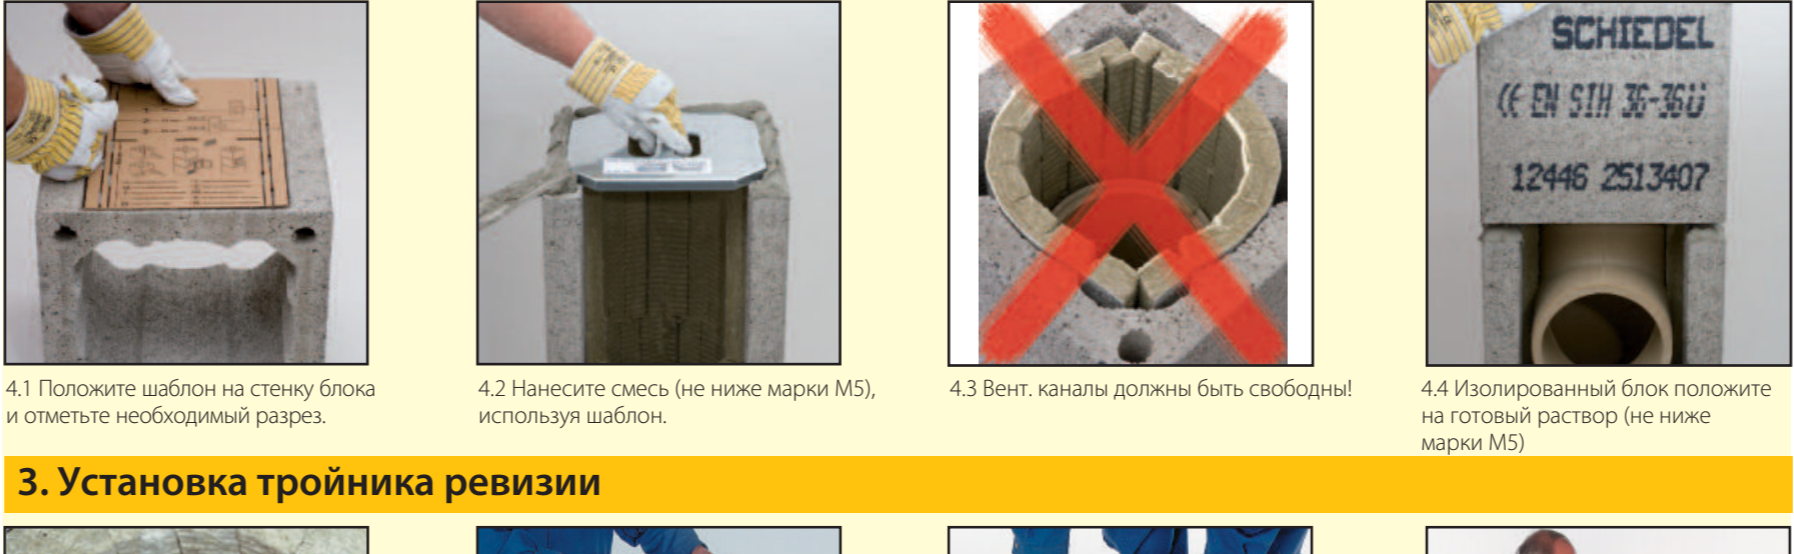 SCHIEDEL
CE EN STH 36-36U
12446 2513407
4.1 Положите шаблон на стенку блока
и отметьте необходимый разрез.
4.2 Нанесите смесь (не ниже марки М5),
используя шаблон.
4.3 Вент. каналы должны быть свободны!
4.4 Изолированный блок положите
на готовый раствор (не ниже
марки М5)
3. Установка тройника ревизии